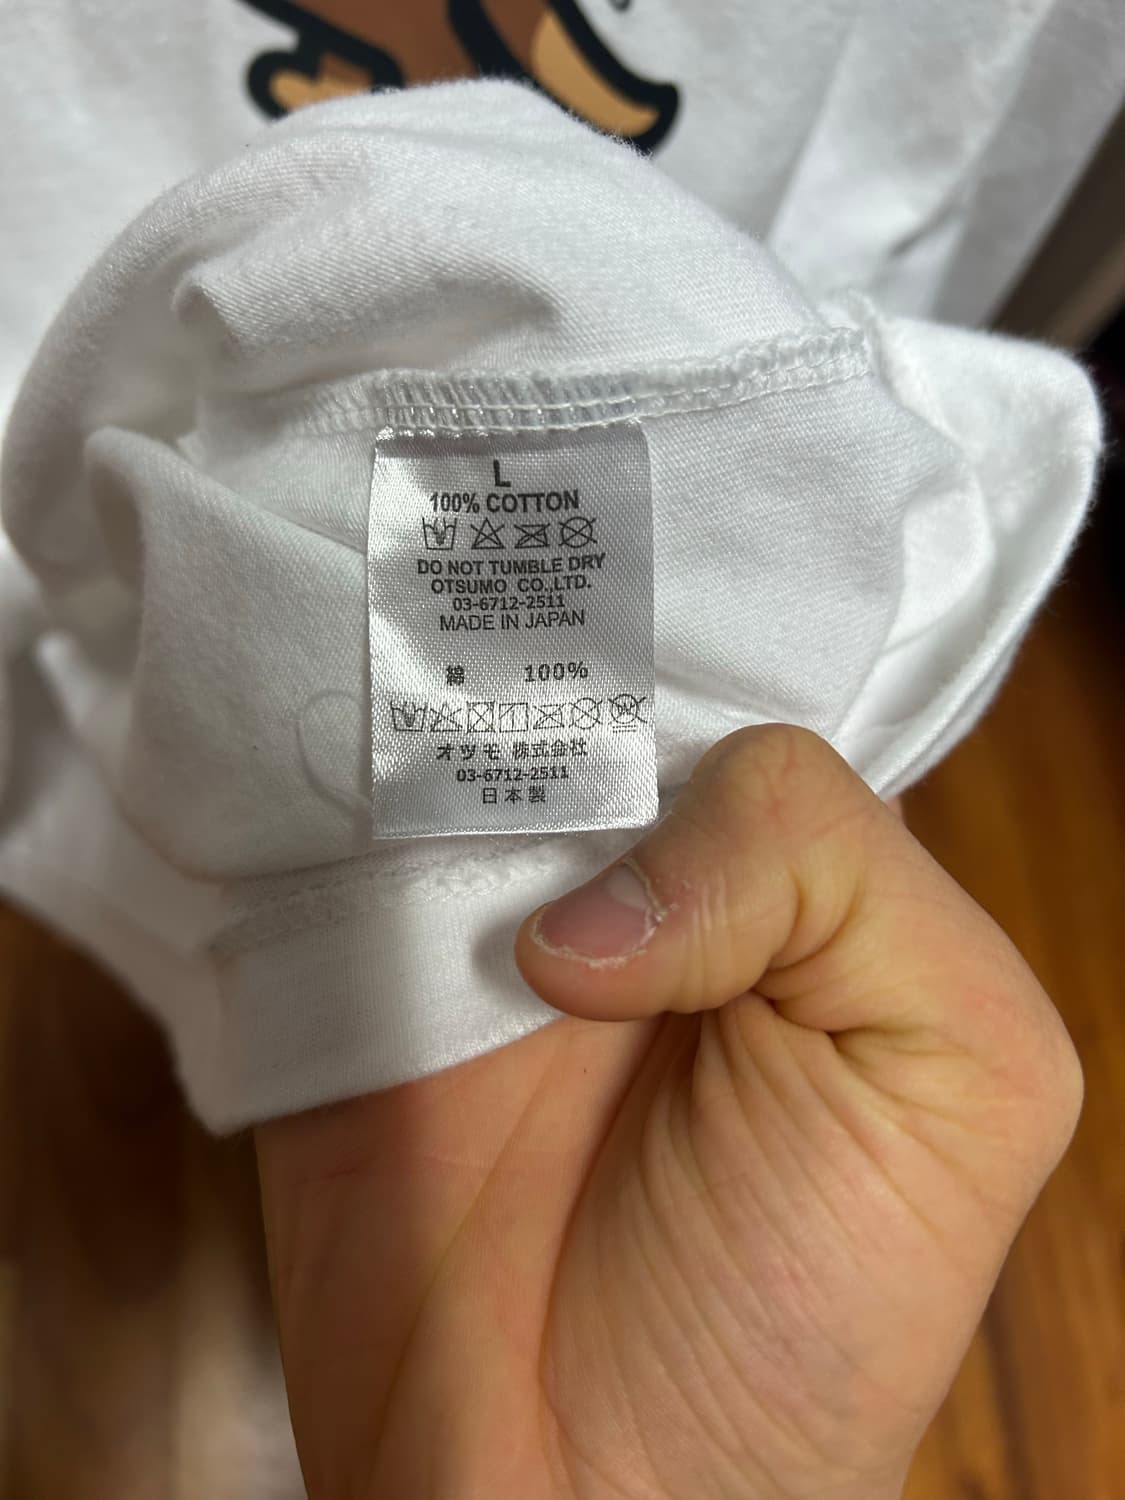 L
100% COTTON
DO NOT TUMBLE DRY
OTSUMO CO.,LTD.
03-6712-2511
MADE IN JAPAN
綿 100%
オツモ 株式会社
03-6712-2511
日本製